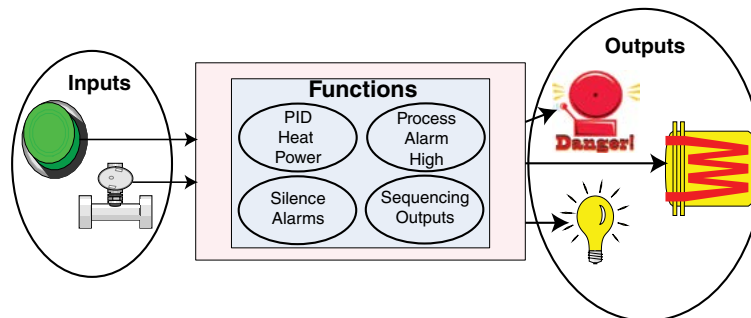 Inputs
Functions
PID
Heat
Power
Process
Alarm
High
Silence
Alarms
Sequencing
Outputs
Outputs
Danger!